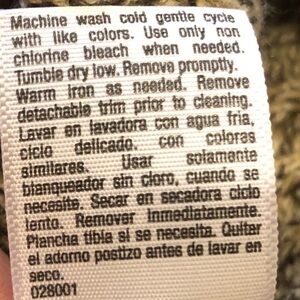 Machine wash cold gentle cycle
with like colors. Use only non
chlorine bleach when needed.
Tumble dry low. Remove promptly.
Warm iron as needed. Remove
detachable trim prior to cleaning.
Lavar en lavadora con agua fria,
ciclo delicado. con coloras
similares. Usar solamente
blanqueador sin cloro, cuando se
necesite. Secar en secadora ciclo
lento. Remover Inmediatamente.
Plancha tibia si se necesita. Quitar
el adorno postizo antes de lavar en
seco.
028001